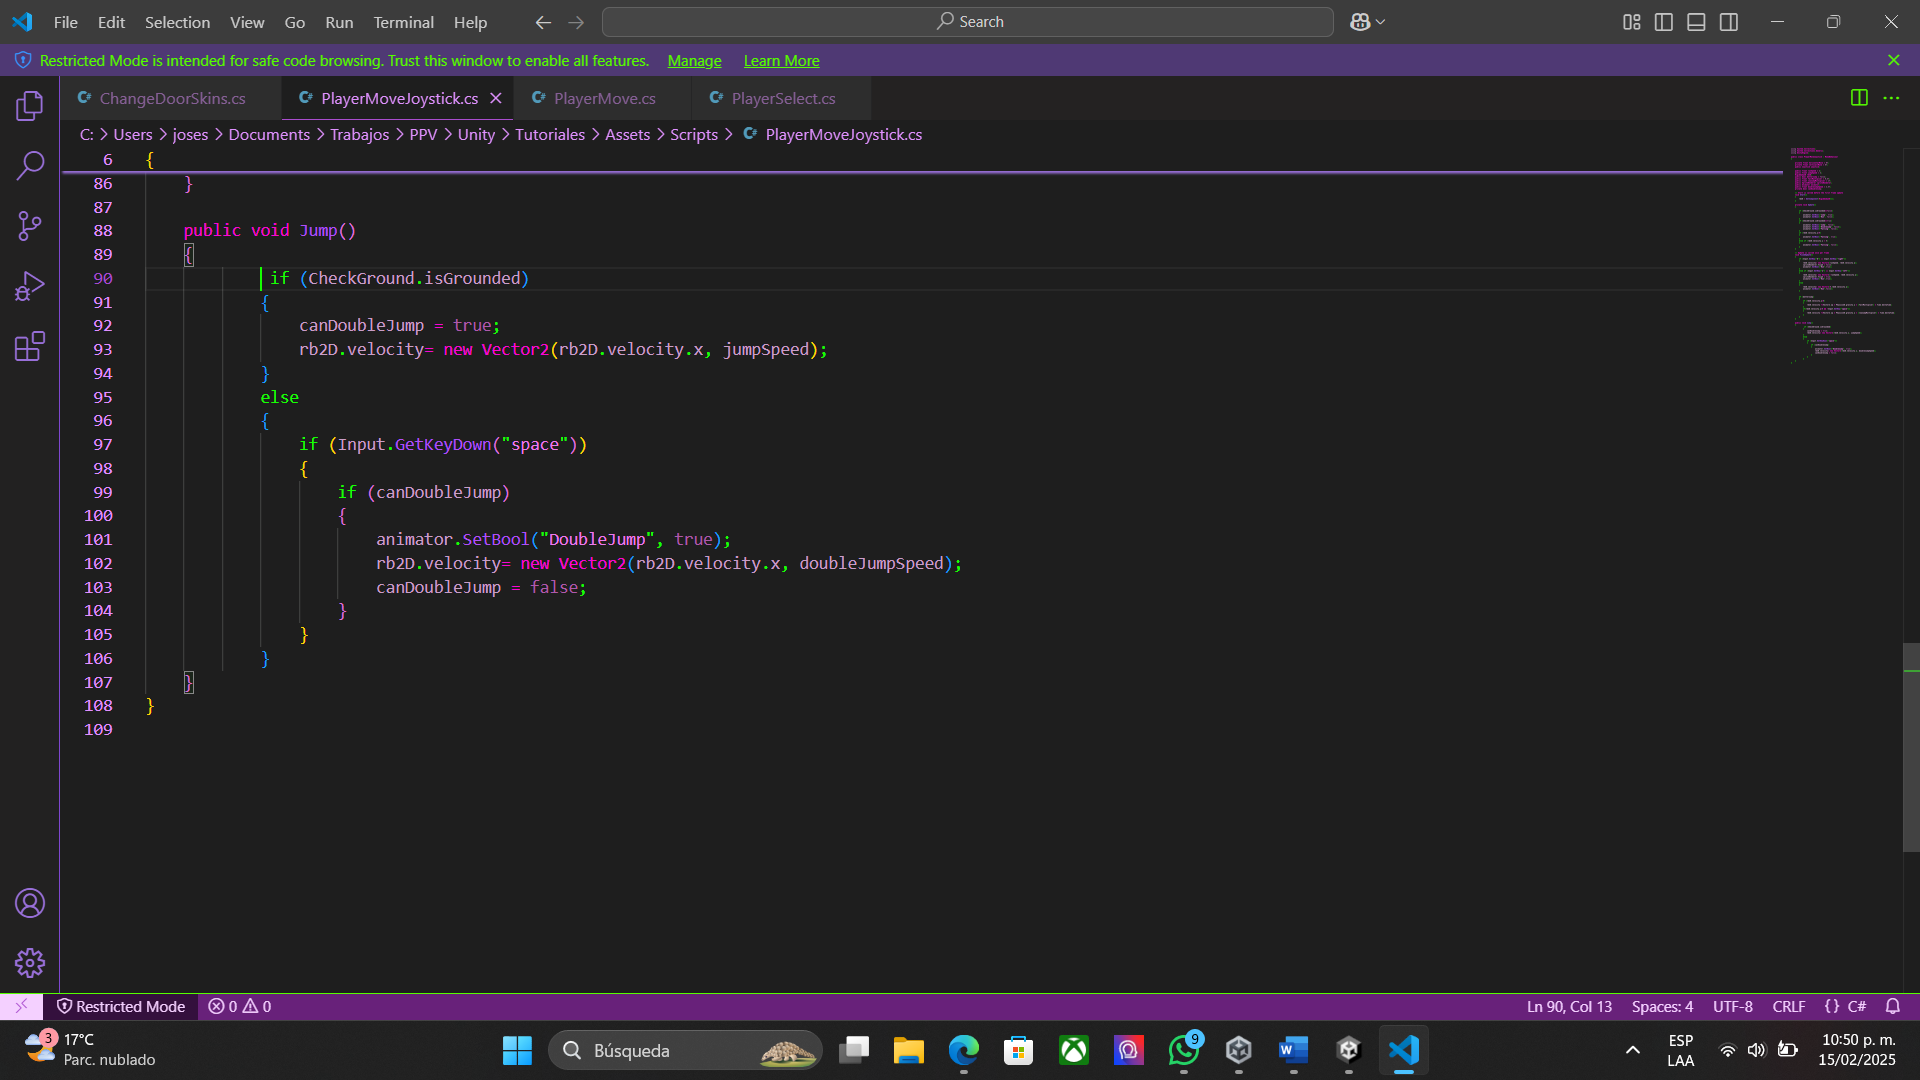 File Edit Selection View Go Run Terminal Help Search
Restricted Mode is intended for safe code browsing. Trust this window to enable all features. Manage Learn More
ChangeDoorSkins.cs PlayerMoveJoystick.cs PlayerMove.cs PlayerSelect.cs
C: > Users > joses > Documents > Trabajos > PPV > Unity > Tutoriales > Assets > Scripts > PlayerMoveJoystick.cs
6 {
86 }
87
88 public void Jump()
89 {
90 if (CheckGround.isGrounded)
91 {
92 canDoubleJump = true;
93 rb2D.velocity= new Vector2(rb2D.velocity.x, jumpSpeed);
94 }
95 else
96 {
97 if (Input.GetKeyDown("space"))
98 {
99 if (canDoubleJump)
100 {
101 animator.SetBool("DoubleJump", true);
102 rb2D.velocity= new Vector2(rb2D.velocity.x, doubleJumpSpeed);
103 canDoubleJump = false;
104 }
105 }
106 }
107 }
108 }
109
Restricted Mode 0 0 Ln 90, Col 13 Spaces: 4 UTF-8 CRLF {} C#
3 17°C
Parc. nublado
Búsqueda
9
ESP
LAA
10:50 p. m.
15/02/2025